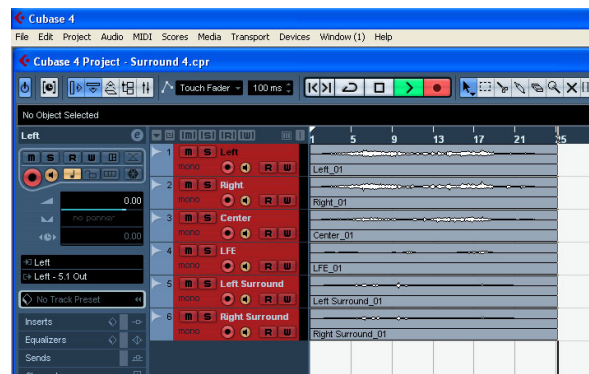 Cubase 4
File Edit Project Audio MIDI Scores Media Transport Devices Window (1) Help
Cubase 4 Project - Surround 4.cpr
Touch Fader 100 ms
No Object Selected
Left e [m] [S] [R] [W] 1 5 9 13 17 21 25
m S R W
0.00
no panner
0.00
Left
Left - 5.1 Out
No Track Preset
Inserts
Equalizers
Sends
1 m S Left
mono R W
Left_01
2 m S Right
mono R W
Right_01
3 m S Center
mono R W
Center_01
4 m S LFE
mono R W
LFE_01
5 m S Left Surround
mono R W
Left Surround_01
6 m S Right Surround
mono R W
Right Surround_01